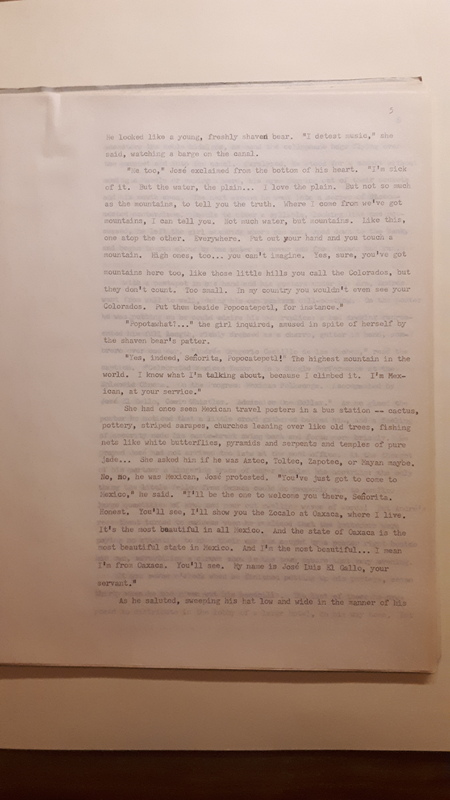 3
he looked like a young, freshly shaven bear. "I detest oasis," she
said, watching a barge on the canal.
"Me too," José exclaimed from the bottom of his heart. "I'm sick
of it. But the water, the plain... I love the plain. But not so much
as the mountains, to tell you the truth. Where I come from we've got
mountains, I can tell you. Not much water, but mountains. Like this,
one atop the other. Everywhere. Put out your hand and you touch a
mountain. High ones, too... you can't imagine. Yes, sure, you've got
mountains here too, like those little hills you call the Colorados, but
they don't count. Too small. In my country you wouldn't even see your
Colorados. Put them beside Popocatepetl, for instance."
"Popotawhat?..." the girl inquired, amused in spite of herself by
the shaven bear's patter.
"Yes, indeed, Señorita, Popocatepetl! The highest mountain in the
world. I know what I'm talking about, because I climbed it. I'm Mex-
ican, at your service."
She had once seen Mexican travel posters in a bus station -- cactus,
pottery, striped sarapes, churches leaning over like old trees, fishing
nets like white butterflies, pyramids and serpents and temples of pure
jade... She asked him if he was Aztec, Toltec, Zapotec, or Mayan maybe.
No, no, he was Mexican, José protested. "You've just got to come to
Mexico," he said. "I'll be the one to welcome you there, Señorita.
Honest. You'll see, I'll show you the Zocalo at Oaxaca, where I live.
It's the most beautiful in all Mexico. And the state of Oaxaca is the
most beautiful state in Mexico. And I'm the most beautiful... I mean
I'm from Oaxaca. You'll see. My name is José Luis El Gallo, your
servant."
As he saluted, sweeping his hat low and wide in the manner of his